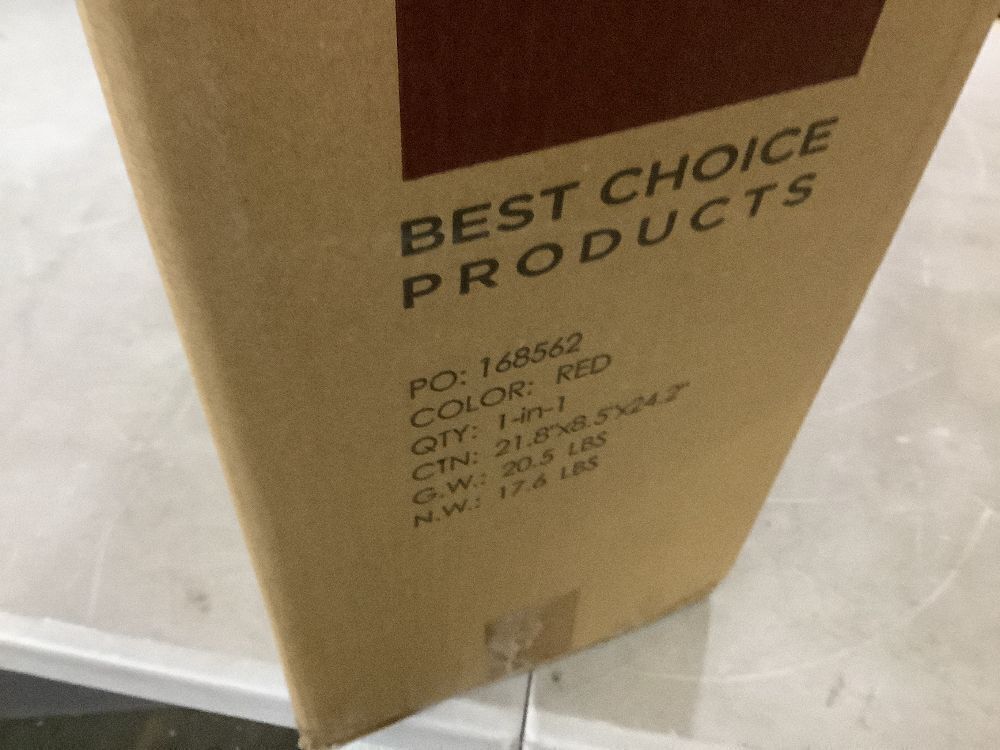 BEST CHOICE
PRODUCTS
PO: 168562
COLOR: RED
QTY: 1-in-1
CTN: 21.8"x8.5"x24.2"
G.W.: 20.5 LBS
N.W.: 17.6 LBS